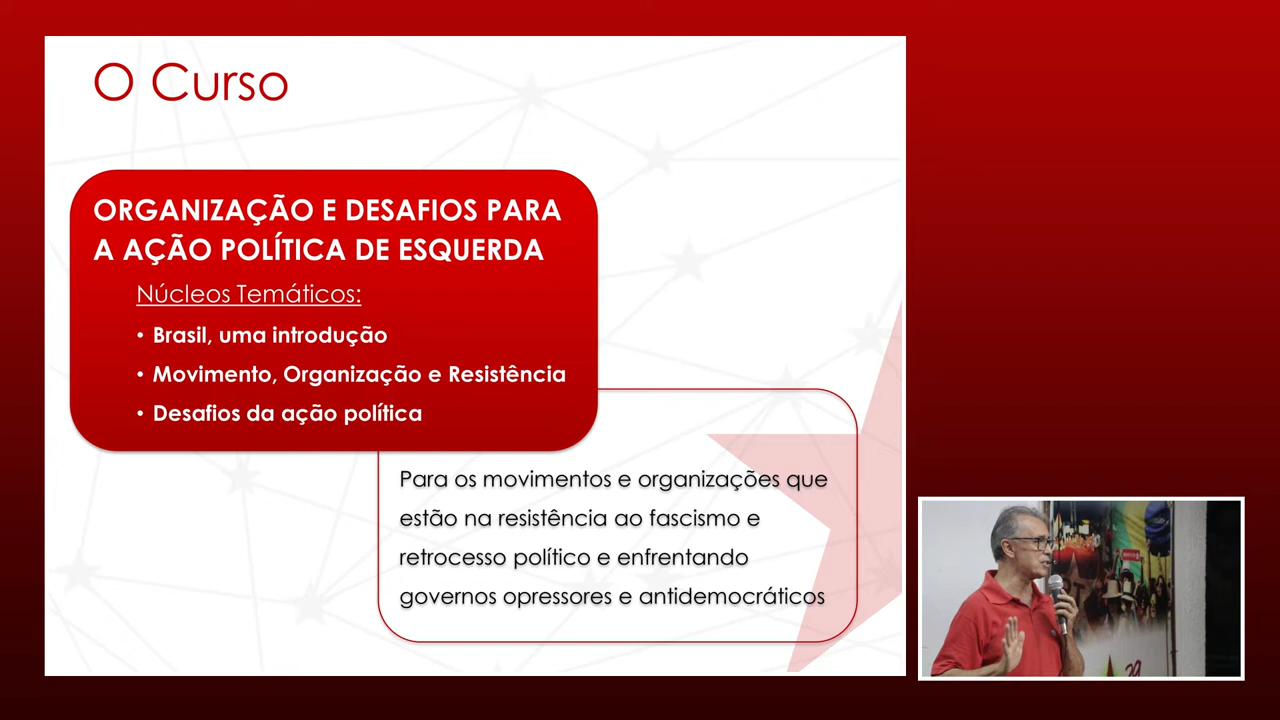 O Curso
ORGANIZAÇÃO E DESAFIOS PARA
A AÇÃO POLÍTICA DE ESQUERDA
Núcleos Temáticos:
• Brasil, uma introdução
• Movimento, Organização e Resistência
• Desafios da ação política
Para os movimentos e organizações que
estão na resistência ao fascismo e
retrocesso político e enfrentando
governos opressores e antidemocráticos